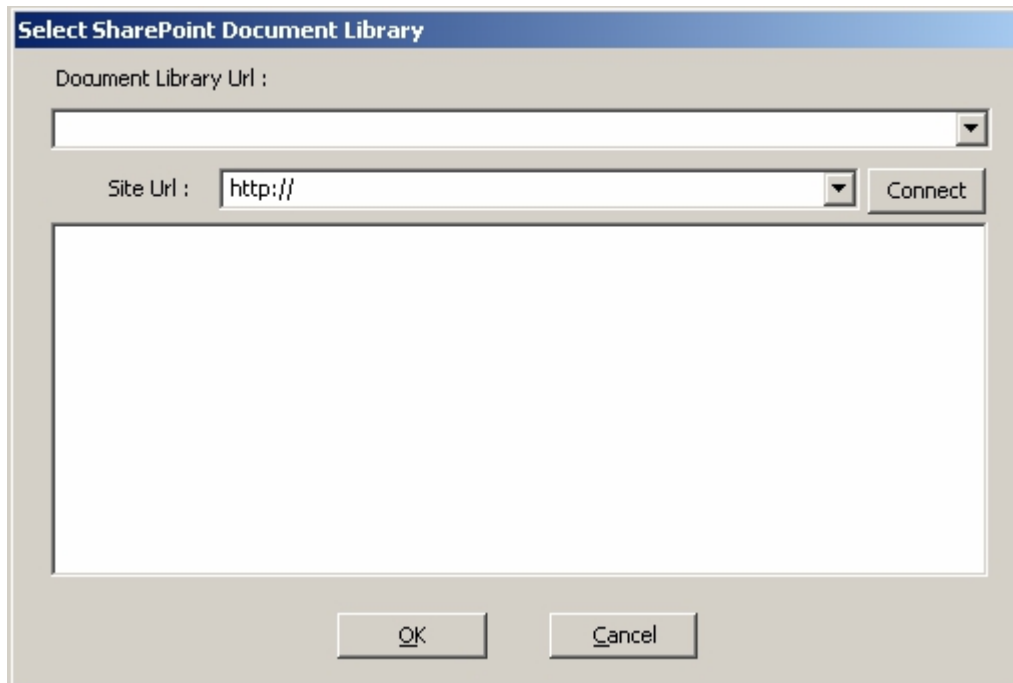 Select SharePoint Document Library
Document Library Url :
Site Url : http:// Connect
OK Cancel